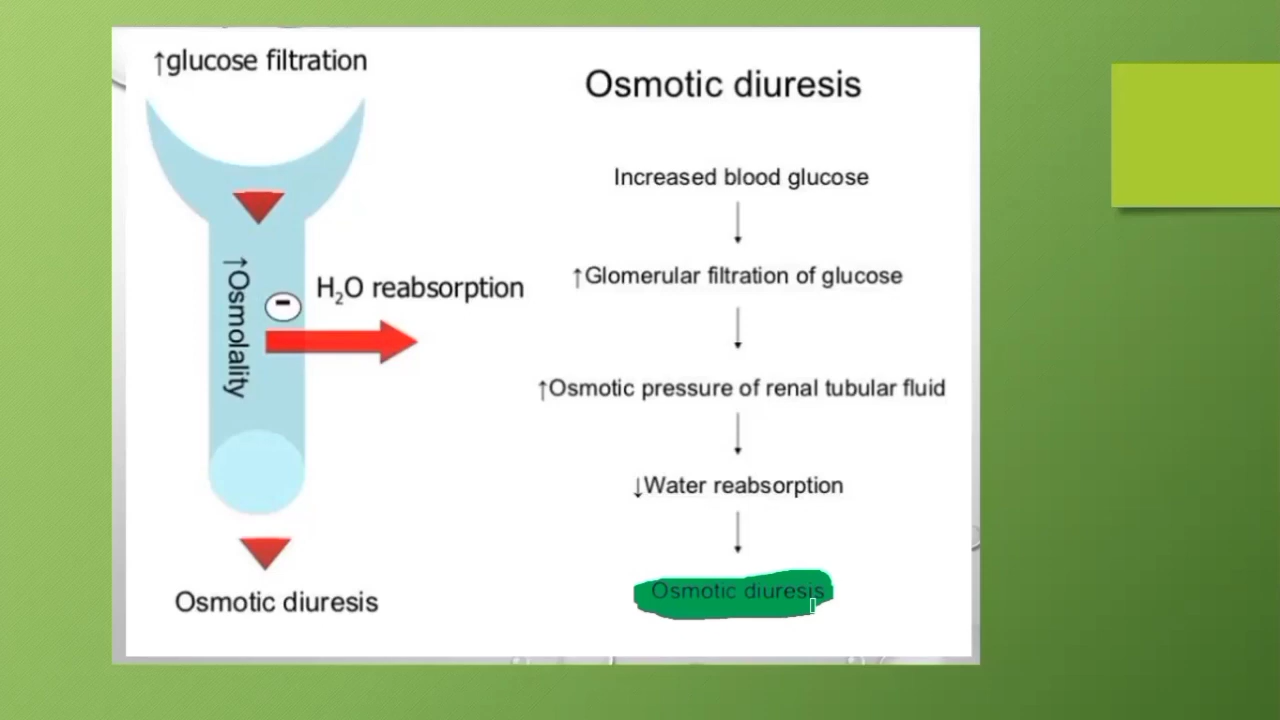 ↑glucose filtration
↑Osmolality
-
H₂O reabsorption
Osmotic diuresis
Osmotic diuresis
Increased blood glucose
↑Glomerular filtration of glucose
↑Osmotic pressure of renal tubular fluid
↓Water reabsorption
Osmotic diuresis